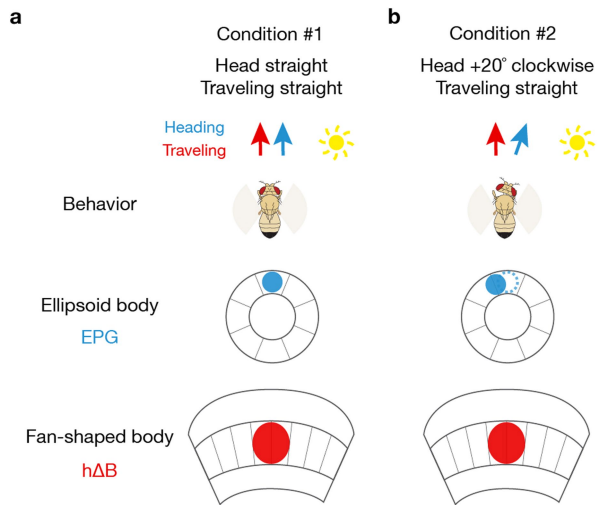 a
Condition #1
Head straight
Traveling straight
b
Condition #2
Head +20° clockwise
Traveling straight
Heading
Traveling
Behavior
Ellipsoid body
EPG
Fan-shaped body
hΔB